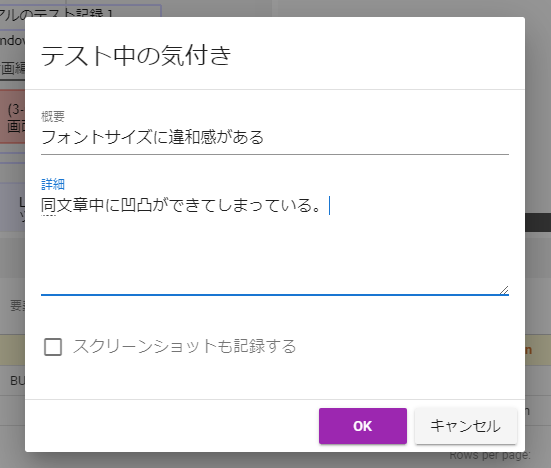 アルのテスト記録 1
ndow
画編
(3-
画面
テスト中の気付き
概要
フォントサイズに違和感がある
詳細
同文章中に凹凸ができてしまっている。
スクリーンショットも記録する
BU
OK
キャンセル
Rows per page: